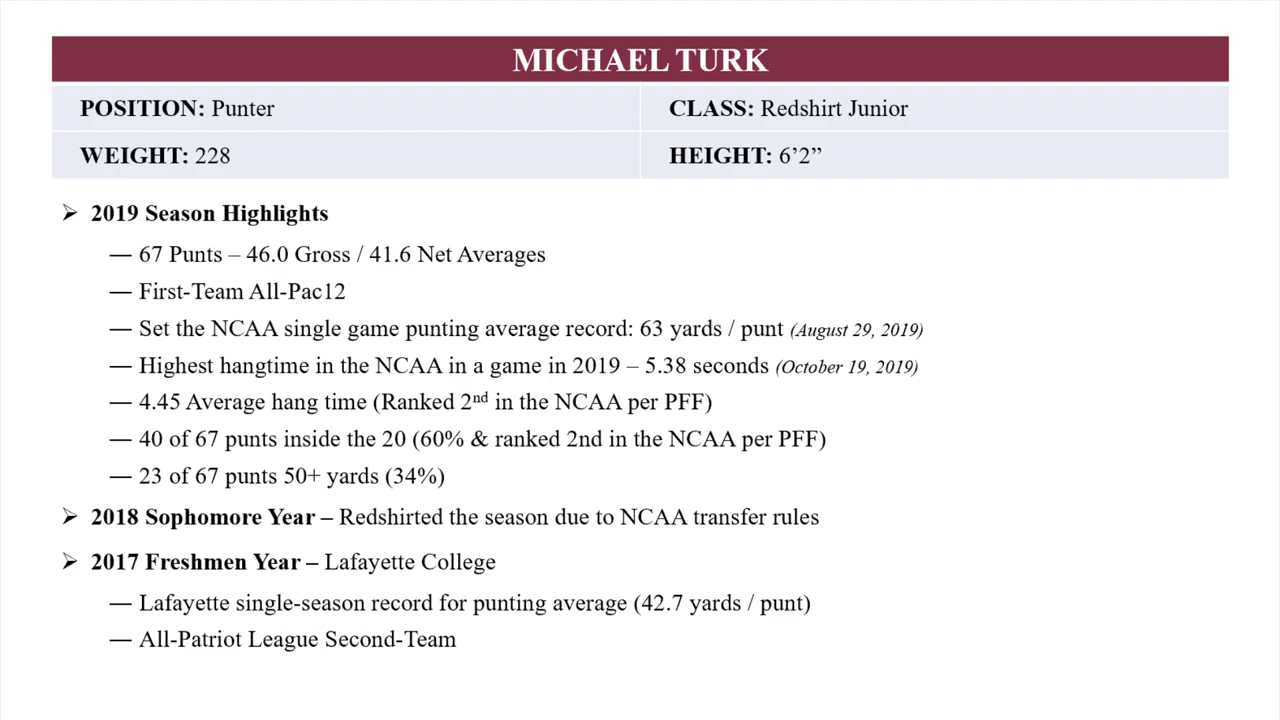 MICHAEL TURK
POSITION: Punter
CLASS: Redshirt Junior
WEIGHT: 228
HEIGHT: 6’2”
➢ 2019 Season Highlights
— 67 Punts – 46.0 Gross / 41.6 Net Averages
— First-Team All-Pac12
— Set the NCAA single game punting average record: 63 yards / punt (August 29, 2019)
— Highest hangtime in the NCAA in a game in 2019 – 5.38 seconds (October 19, 2019)
— 4.45 Average hang time (Ranked 2nd in the NCAA per PFF)
— 40 of 67 punts inside the 20 (60% & ranked 2nd in the NCAA per PFF)
— 23 of 67 punts 50+ yards (34%)
➢ 2018 Sophomore Year – Redshirted the season due to NCAA transfer rules
➢ 2017 Freshmen Year – Lafayette College
— Lafayette single-season record for punting average (42.7 yards / punt)
— All-Patriot League Second-Team